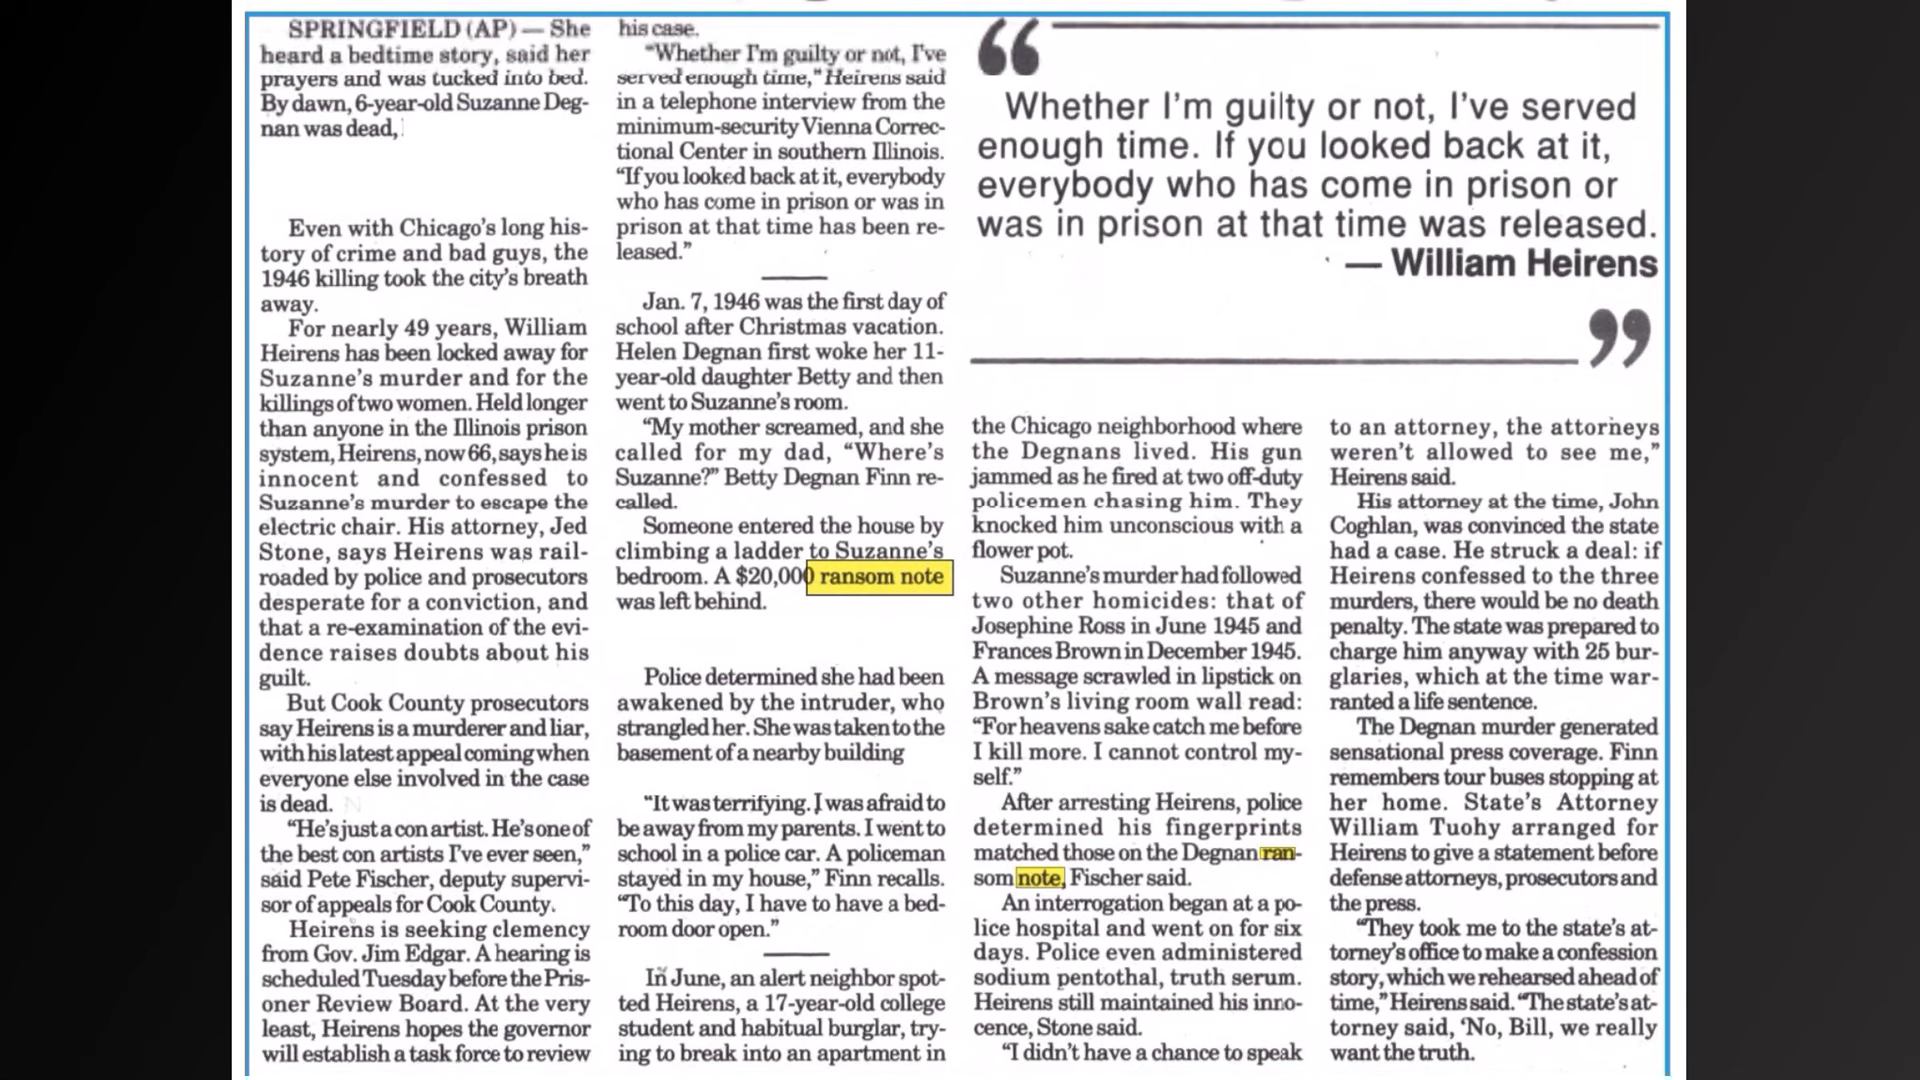 SPRINGFIELD (AP) — She
heard a bedtime story, said her
prayers and was tucked into bed.
By dawn, 6-year-old Suzanne Deg-
nan was dead,
Even with Chicago's long his-
tory of crime and bad guys, the
1946 killing took the city's breath
away.
For nearly 49 years, William
Heirens has been locked away for
Suzanne's murder and for the
killings of two women. Held longer
than anyone in the Illinois prison
system, Heirens, now 66, says he is
innocent and confessed to
Suzanne's murder to escape the
electric chair. His attorney, Jed
Stone, says Heirens was rail-
roaded by police and prosecutors
desperate for a conviction, and
that a re-examination of the evi-
dence raises doubts about his
guilt.
But Cook County prosecutors
say Heirens is a murderer and liar,
with his latest appeal coming when
everyone else involved in the case
is dead.
"He's just a con artist. He's one of
the best con artists I've ever seen,"
said Pete Fischer, deputy supervi-
sor of appeals for Cook County.
Heirens is seeking clemency
from Gov. Jim Edgar. A hearing is
scheduled Tuesday before the Pris-
oner Review Board. At the very
least, Heirens hopes the governor
will establish a task force to review
his case.
"Whether I'm guilty or not, I've
served enough time," Heirens said
in a telephone interview from the
minimum-security Vienna Correc-
tional Center in southern Illinois.
"If you looked back at it, everybody
who has come in prison or was in
prison at that time has been re-
leased."
Jan. 7, 1946 was the first day of
school after Christmas vacation.
Helen Degnan first woke her 11-
year-old daughter Betty and then
went to Suzanne's room.
"My mother screamed, and she
called for my dad, "Where's
Suzanne?" Betty Degnan Finn re-
called.
Someone entered the house by
climbing a ladder to Suzanne's
bedroom. A $20,000 ransom note
was left behind.
Police determined she had been
awakened by the intruder, who
strangled her. She was taken to the
basement of a nearby building
"It was terrifying. I was afraid to
be away from my parents. I went to
school in a police car. A policeman
stayed in my house," Finn recalls.
"To this day, I have to have a bed-
room door open."
In June, an alert neighbor spot-
ted Heirens, a 17-year-old college
student and habitual burglar, try-
ing to break into an apartment in
“
Whether I'm guilty or not, I've served
enough time. If you looked back at it,
everybody who has come in prison or
was in prison at that time was released.
— William Heirens
”
the Chicago neighborhood where
the Degnans lived. His gun
jammed as he fired at two off-duty
policemen chasing him. They
knocked him unconscious with a
flower pot.
Suzanne's murder had followed
two other homicides: that of
Josephine Ross in June 1945 and
Frances Brown in December 1945.
A message scrawled in lipstick on
Brown's living room wall read:
"For heavens sake catch me before
I kill more. I cannot control my-
self."
After arresting Heirens, police
determined his fingerprints
matched those on the Degnan ran-
som note, Fischer said.
An interrogation began at a po-
lice hospital and went on for six
days. Police even administered
sodium pentothal, truth serum.
Heirens still maintained his inno-
cence, Stone said.
"I didn't have a chance to speak
to an attorney, the attorneys
weren't allowed to see me,"
Heirens said.
His attorney at the time, John
Coghlan, was convinced the state
had a case. He struck a deal: if
Heirens confessed to the three
murders, there would be no death
penalty. The state was prepared to
charge him anyway with 25 bur-
glaries, which at the time war-
ranted a life sentence.
The Degnan murder generated
sensational press coverage. Finn
remembers tour buses stopping at
her home. State's Attorney
William Tuohy arranged for
Heirens to give a statement before
defense attorneys, prosecutors and
the press.
"They took me to the state's at-
torney's office to make a confession
story, which we rehearsed ahead of
time," Heirens said. "The state's at-
torney said, 'No, Bill, we really
want the truth.